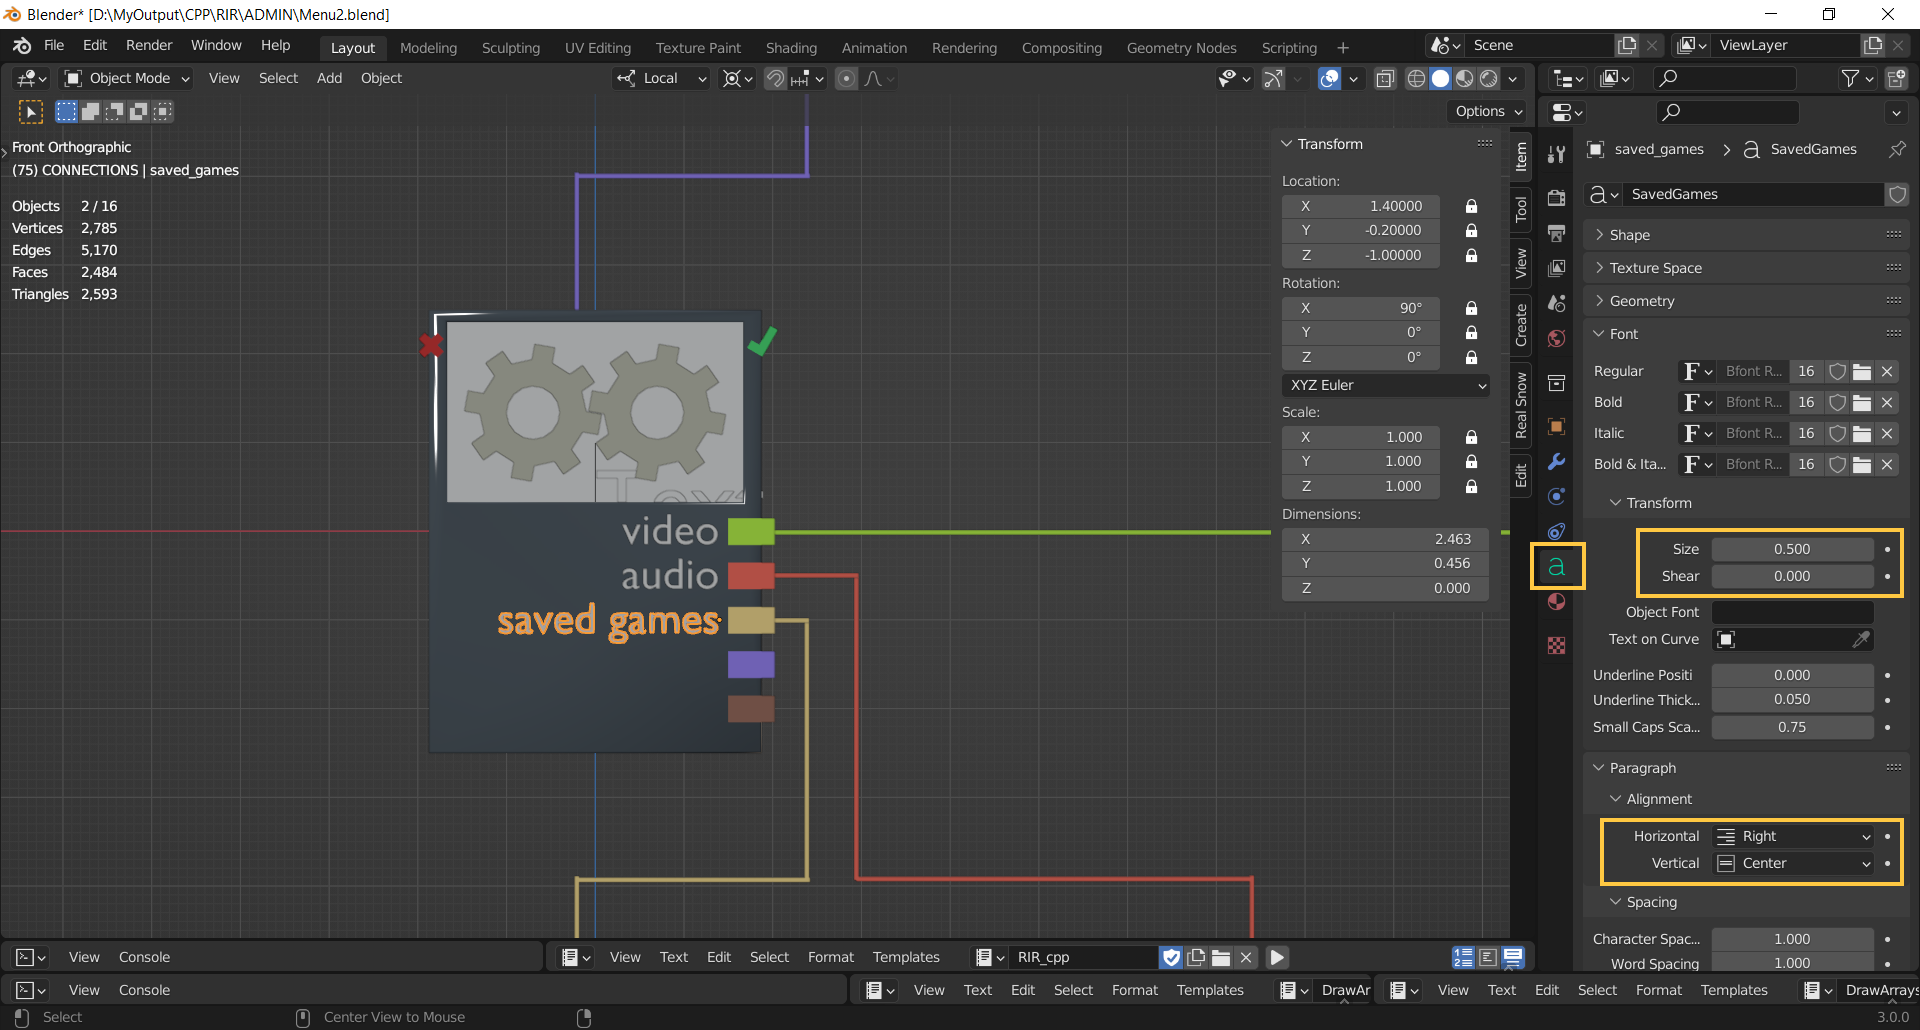 Blender* [D:\MyOutput\CPP\RIR\ADMIN\Menu2.blend]
File Edit Render Window Help Layout Modeling Sculpting UV Editing Texture Paint Shading Animation Rendering Compositing Geometry Nodes Scripting + Scene ViewLayer
Object Mode View Select Add Object Local
Options
Front Orthographic
(75) CONNECTIONS | saved_games
Objects 2 / 16
Vertices 2,785
Edges 5,170
Faces 2,484
Triangles 2,593
Text
video
audio
saved games
Transform
Location:
X 1.40000
Y -0.20000
Z -1.00000
Rotation:
X 90°
Y 0°
Z 0°
XYZ Euler
Scale:
X 1.000
Y 1.000
Z 1.000
Dimensions:
X 2.463
Y 0.456
Z 0.000
Item
Tool
View
Create
Real Snow
Edit
saved_games > SavedGames
SavedGames
Shape
Texture Space
Geometry
Font
Regular F Bfont R... 16
Bold F Bfont R... 16
Italic F Bfont R... 16
Bold & Ita... F Bfont R... 16
Transform
Size 0.500
Shear 0.000
Object Font
Text on Curve
Underline Positi 0.000
Underline Thick... 0.050
Small Caps Sca... 0.75
Paragraph
Alignment
Horizontal Right
Vertical Center
Spacing
Character Spac... 1.000
Word Spacing 1.000
View Console View Text Edit Select Format Templates RIR_cpp
View Console View Text Edit Select Format Templates DrawAr View Text Edit Select Format Templates DrawArrays
Select Center View to Mouse 3.0.0